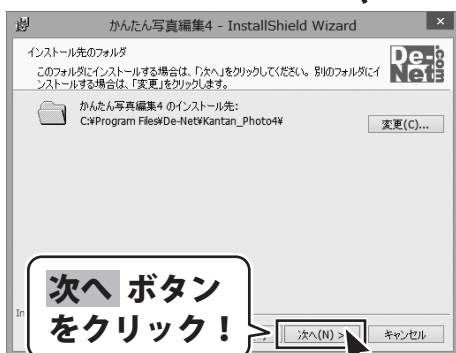 かんたん写真編集4 - InstallShield Wizard
×
インストール先のフォルダ
このフォルダにインストールする場合は、「次へ」をクリックしてください。別のフォルダにイ
ンストールする場合は、「変更」をクリックします。
De-
Net
.com
かんたん写真編集4 のインストール先:
C:¥Program Files¥De-Net¥Kantan_Photo4¥
変更(C)...
次へ ボタン
をクリック!
次へ(N) >
キャンセル